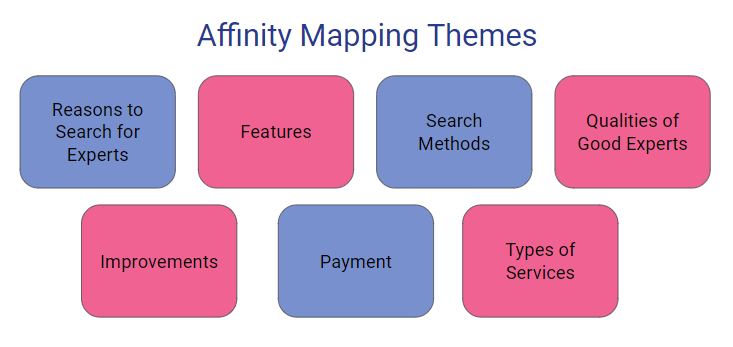 Affinity Mapping Themes
Reasons to
Search for
Experts
Features
Search
Methods
Qualities of
Good Experts
Improvements
Payment
Types of
Services